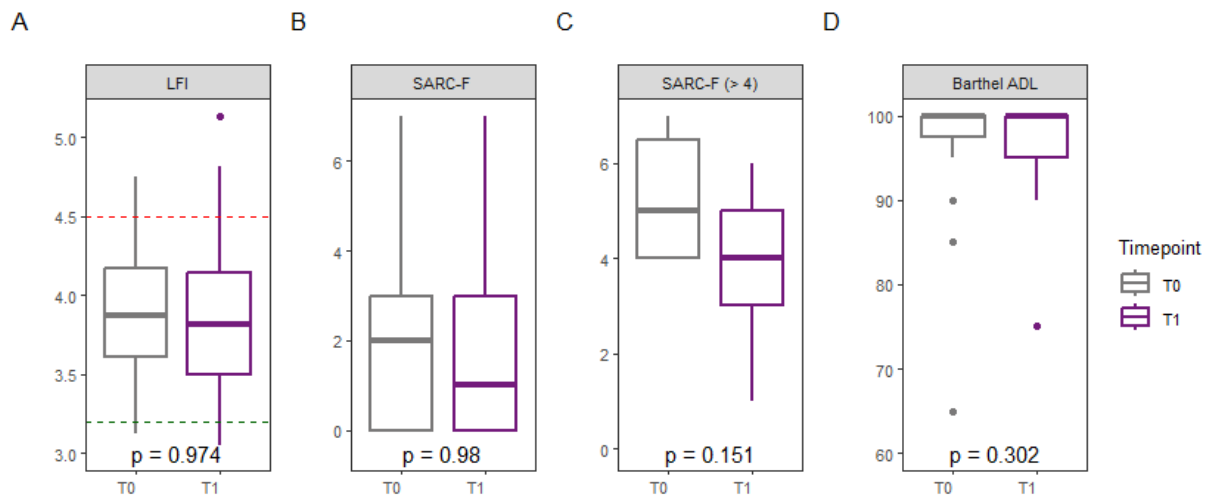 A
B
C
D
LFI
SARC-F
SARC-F (> 4)
Barthel ADL
5.0
4.5
4.0
3.5
3.0
p = 0.974
T0
T1
6
4
2
0
p = 0.98
T0
T1
6
4
2
0
p = 0.151
T0
T1
100
90
80
70
60
p = 0.302
T0
T1
Timepoint
T0
T1